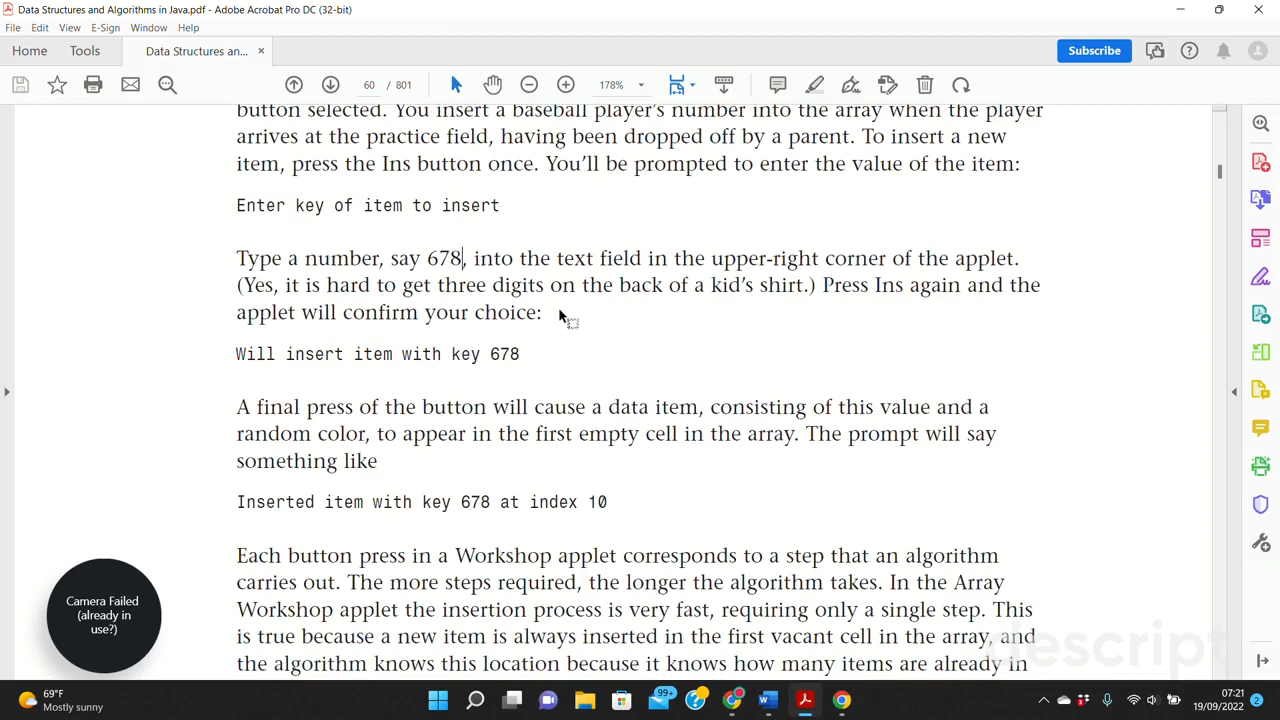 Data Structures and Algorithms in Java.pdf - Adobe Acrobat Pro DC (32-bit)
File Edit View E-Sign Window Help
Home Tools Data Structures an... × Subscribe
60 / 801 178%
button selected. You insert a baseball player's number into the array when the player
arrives at the practice field, having been dropped off by a parent. To insert a new
item, press the Ins button once. You'll be prompted to enter the value of the item:
Enter key of item to insert
Type a number, say 678, into the text field in the upper-right corner of the applet.
(Yes, it is hard to get three digits on the back of a kid's shirt.) Press Ins again and the
applet will confirm your choice:
Will insert item with key 678
A final press of the button will cause a data item, consisting of this value and a
random color, to appear in the first empty cell in the array. The prompt will say
something like
Inserted item with key 678 at index 10
Each button press in a Workshop applet corresponds to a step that an algorithm
carries out. The more steps required, the longer the algorithm takes. In the Array
Workshop applet the insertion process is very fast, requiring only a single step. This
is true because a new item is always inserted in the first vacant cell in the array, and
the algorithm knows this location because it knows how many items are already in
Camera Failed
(already in
use?)
descript
69°F
Mostly sunny
99+
07:21
19/09/2022
2